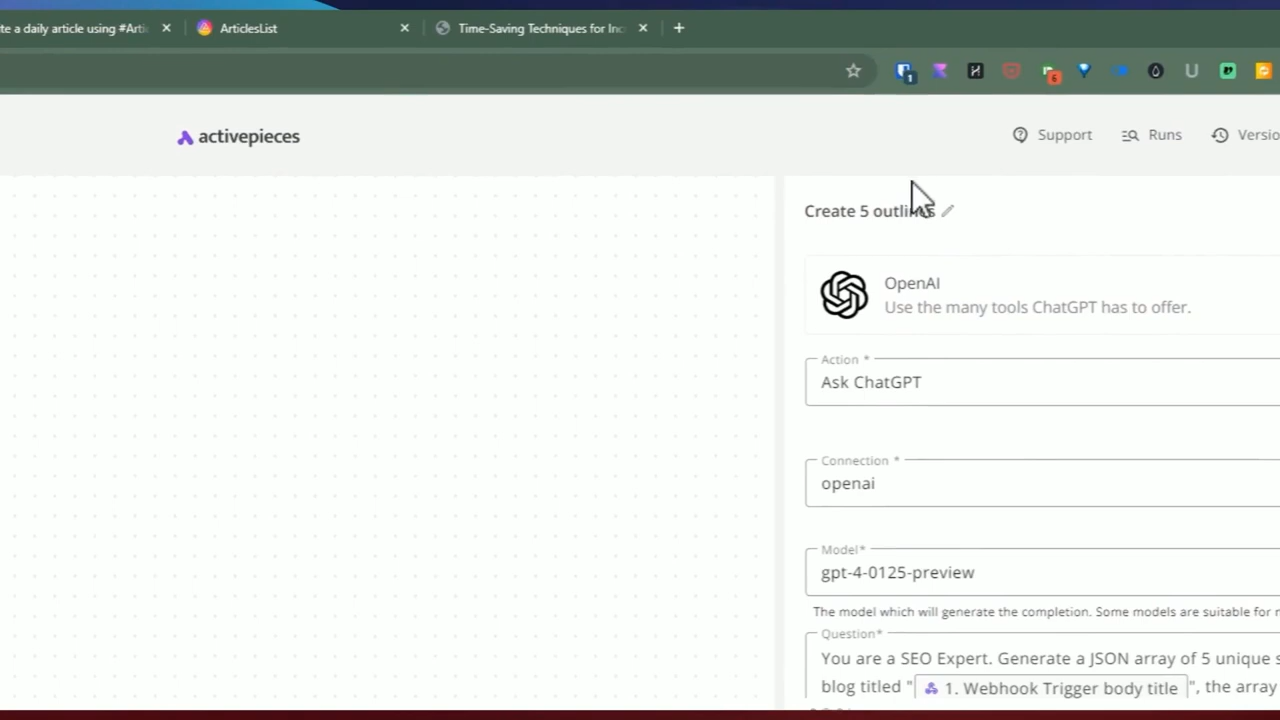 te a daily article using #Arti
ArticlesList
Time-Saving Techniques for Inc
1
6
activepieces
Support
Runs
Versio
Create 5 outlines
OpenAI
Use the many tools ChatGPT has to offer.
Action *
Ask ChatGPT
Connection *
openai
Model*
gpt-4-0125-preview
The model which will generate the completion. Some models are suitable for
Question*
You are a SEO Expert. Generate a JSON array of 5 unique s
blog titled " 1. Webhook Trigger body title ", the array